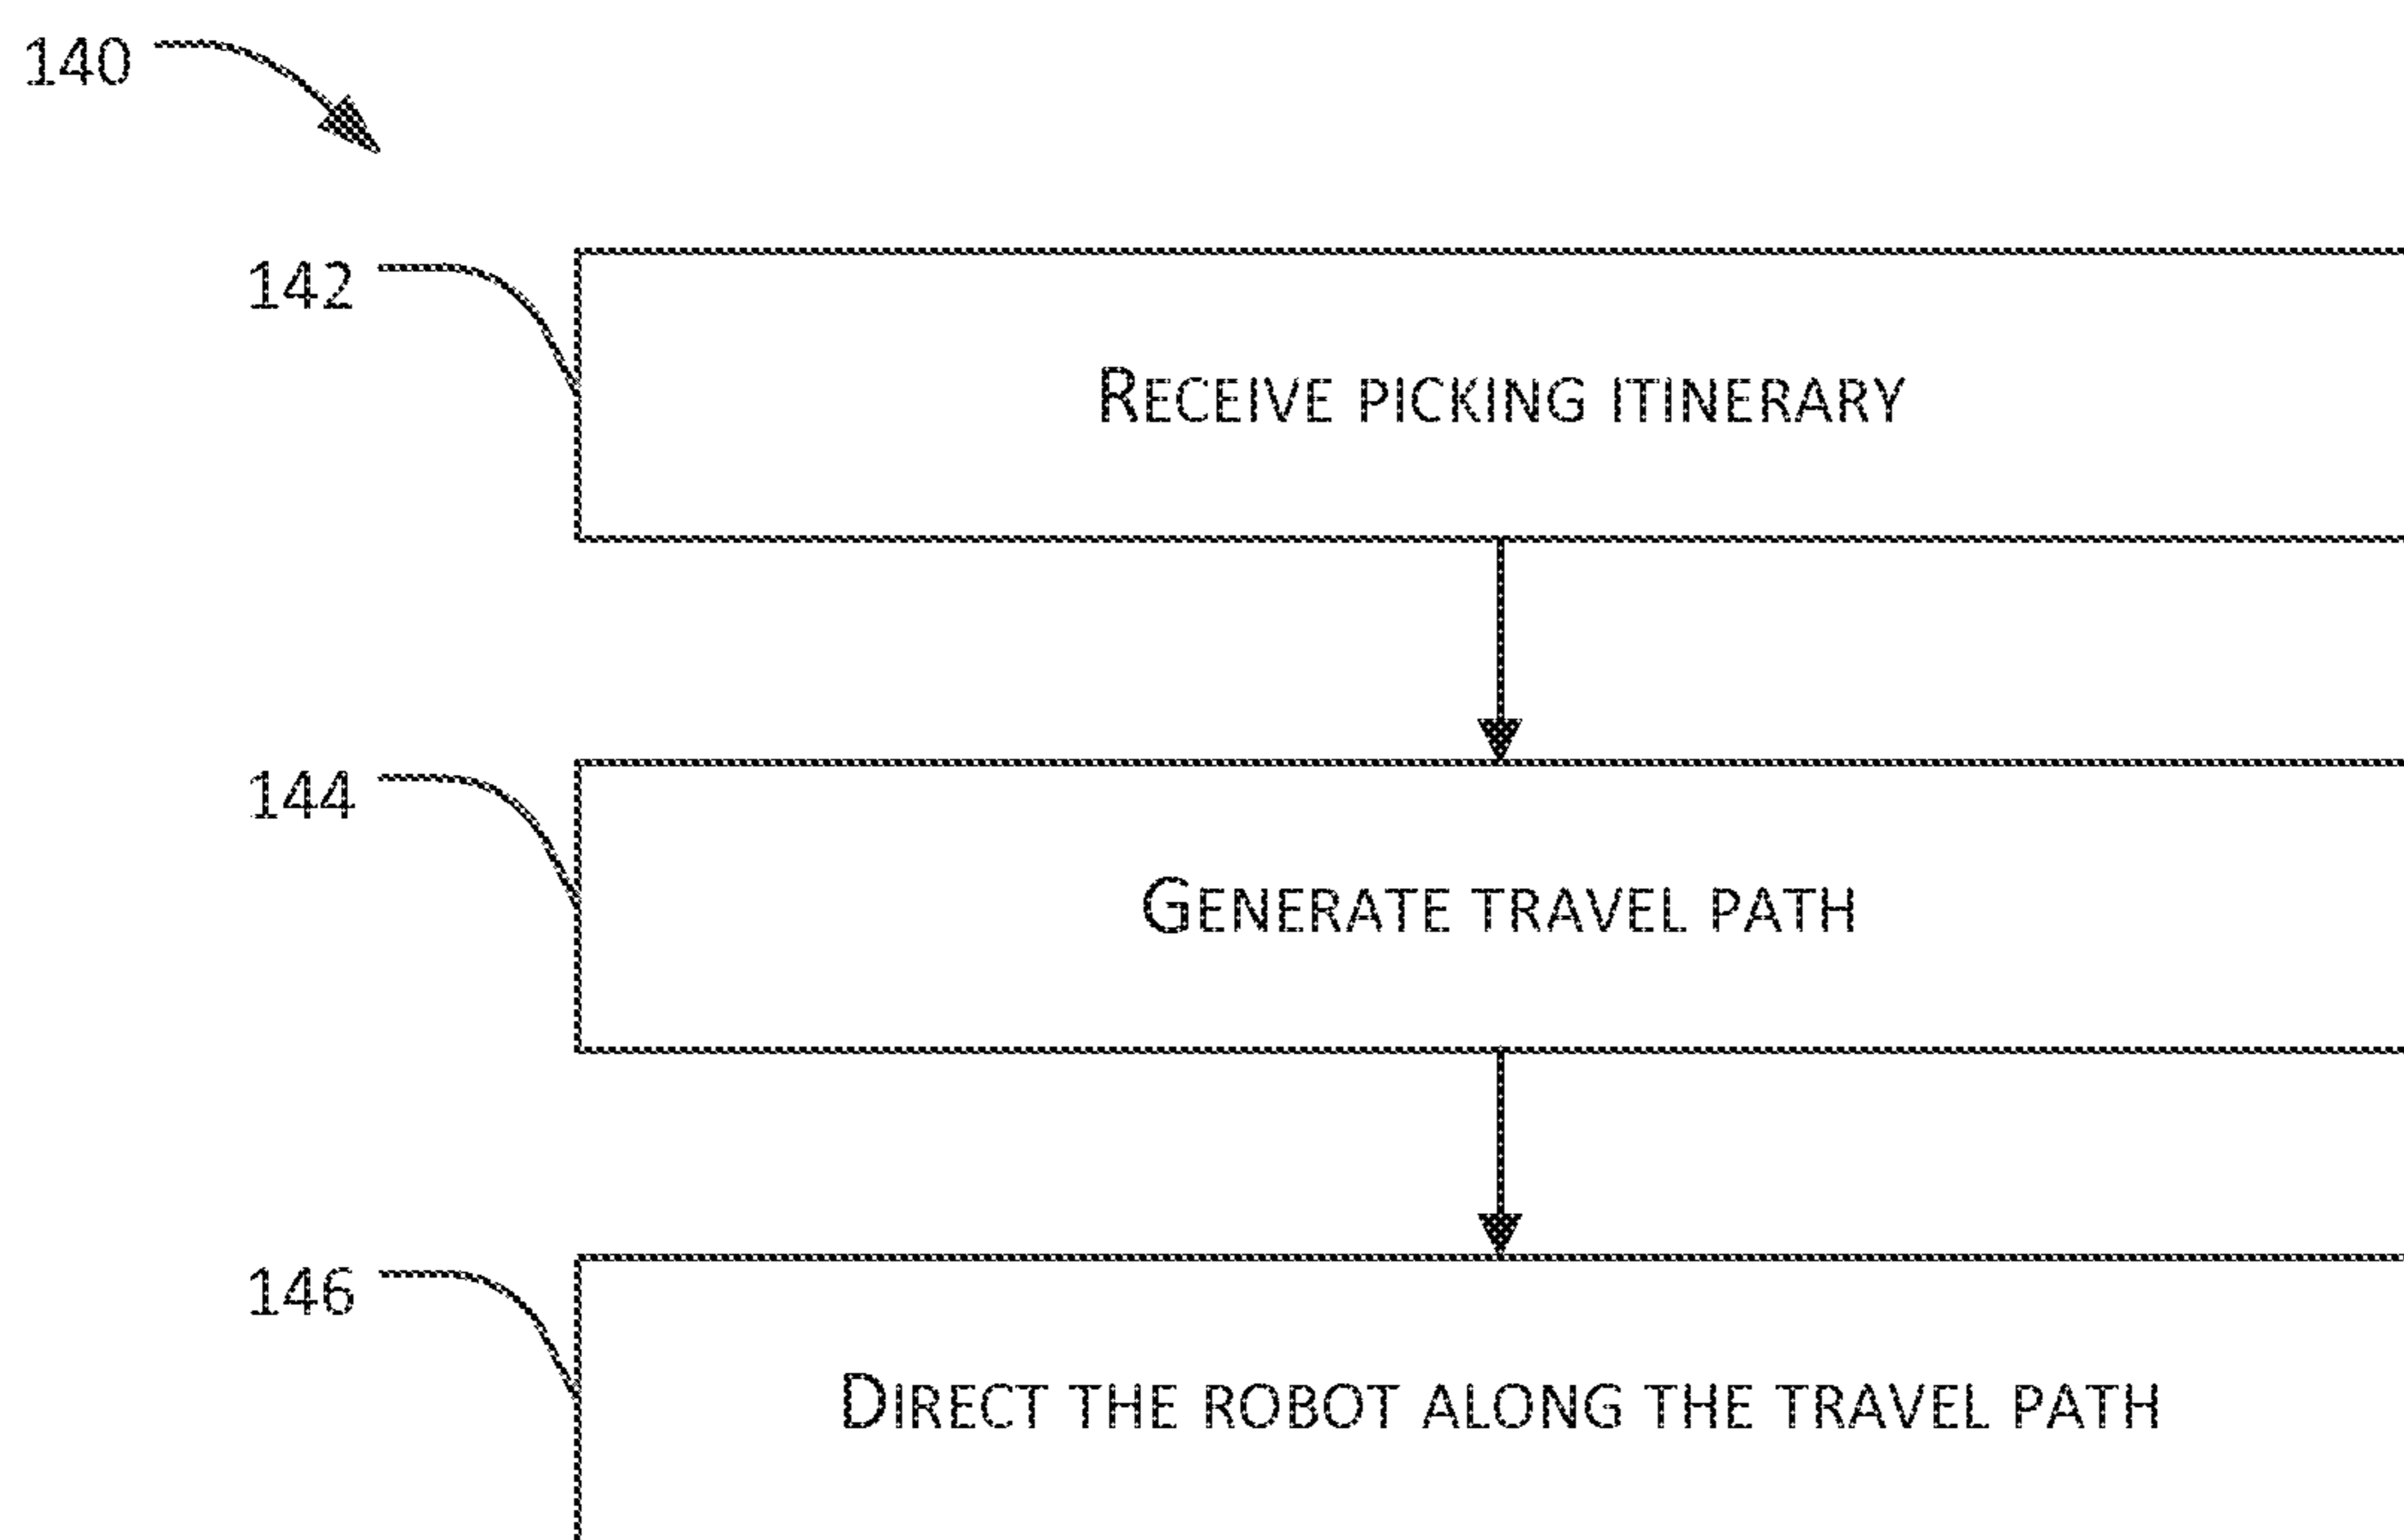 140
142
RECEIVE PICKING ITINERARY
144
GENERATE TRAVEL PATH
146
DIRECT THE ROBOT ALONG THE TRAVEL PATH